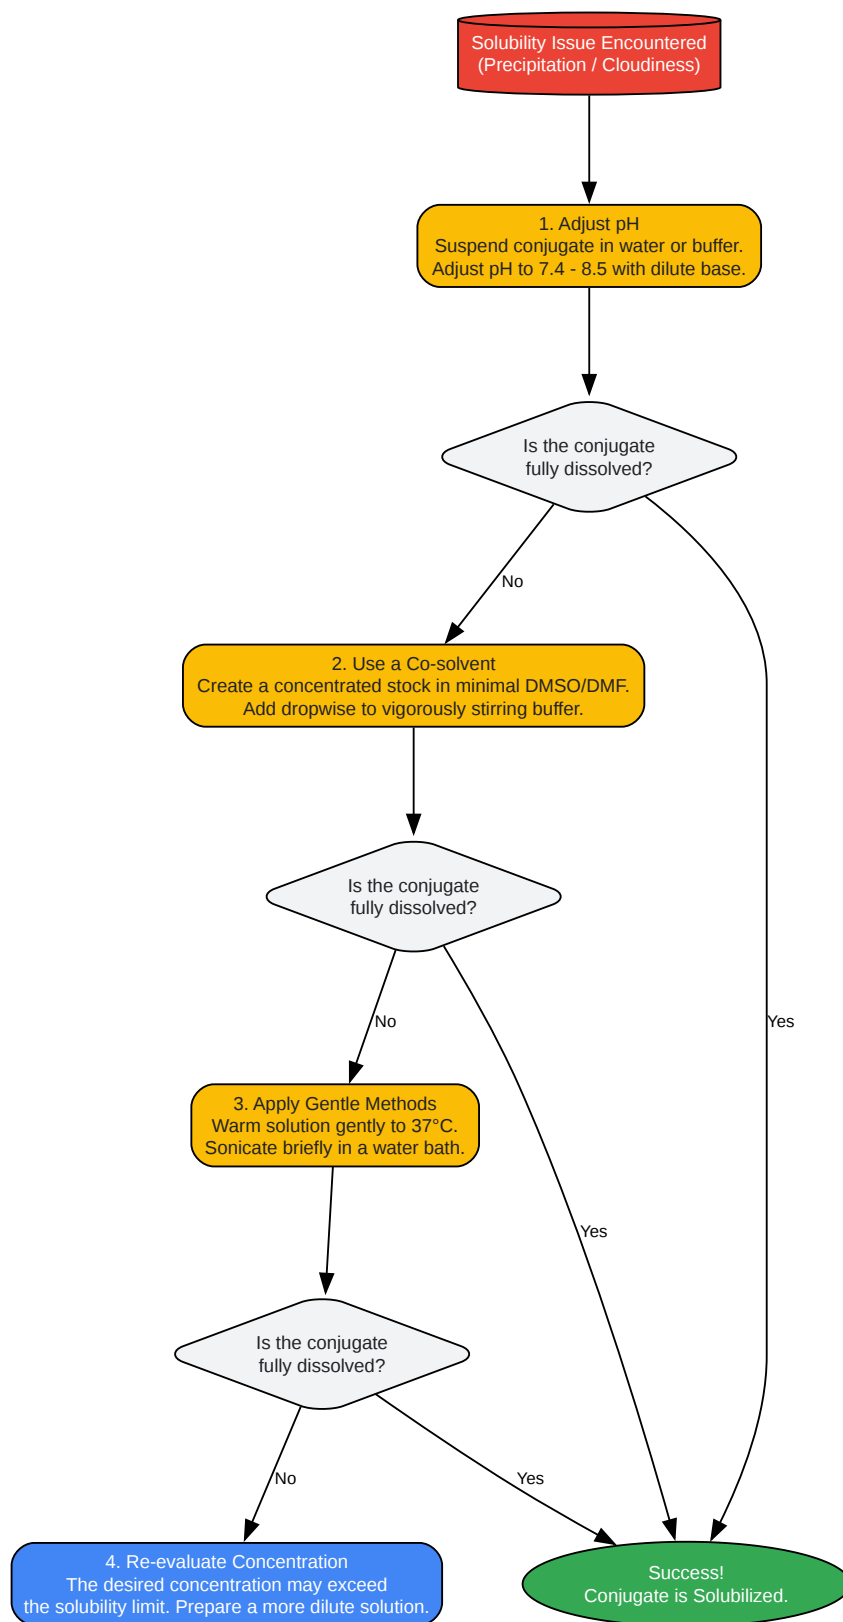 Solubility Issue Encountered
(Precipitation / Cloudiness)
1. Adjust pH
Suspend conjugate in water or buffer.
Adjust pH to 7.4 - 8.5 with dilute base.
Is the conjugate
fully dissolved?
No
2. Use a Co-solvent
Create a concentrated stock in minimal DMSO/DMF.
Add dropwise to vigorously stirring buffer.
Is the conjugate
fully dissolved?
No
Yes
3. Apply Gentle Methods
Warm solution gently to 37°C.
Sonicate briefly in a water bath.
Yes
Is the conjugate
fully dissolved?
No
Yes
4. Re-evaluate Concentration
The desired concentration may exceed
the solubility limit. Prepare a more dilute solution.
Success!
Conjugate is Solubilized.